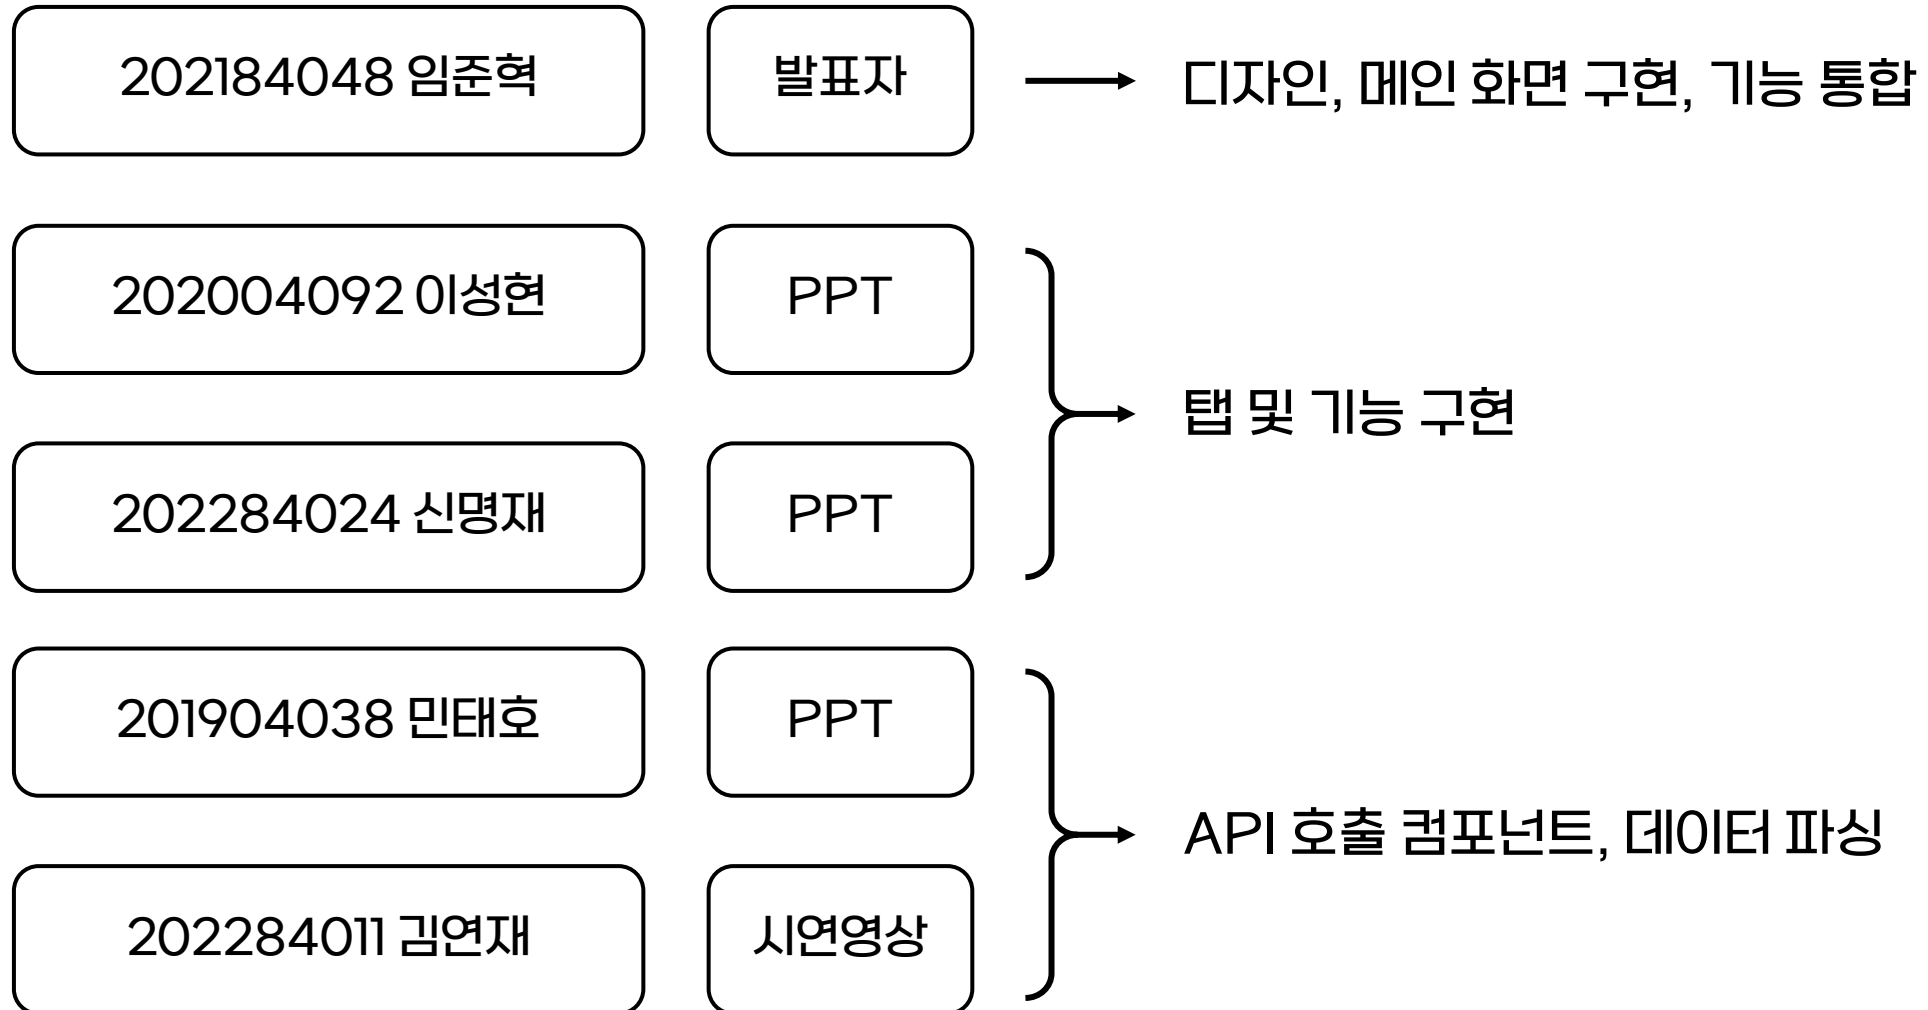 202184048 임준혁
발표자
디자인, 메인 화면 구현, 기능 통합
202004092 이성현
PPT
202284024 신명재
PPT
탭 및 기능 구현
201904038 민태호
PPT
202284011 김연재
시연영상
API 호출 컴포넌트, 데이터 파싱